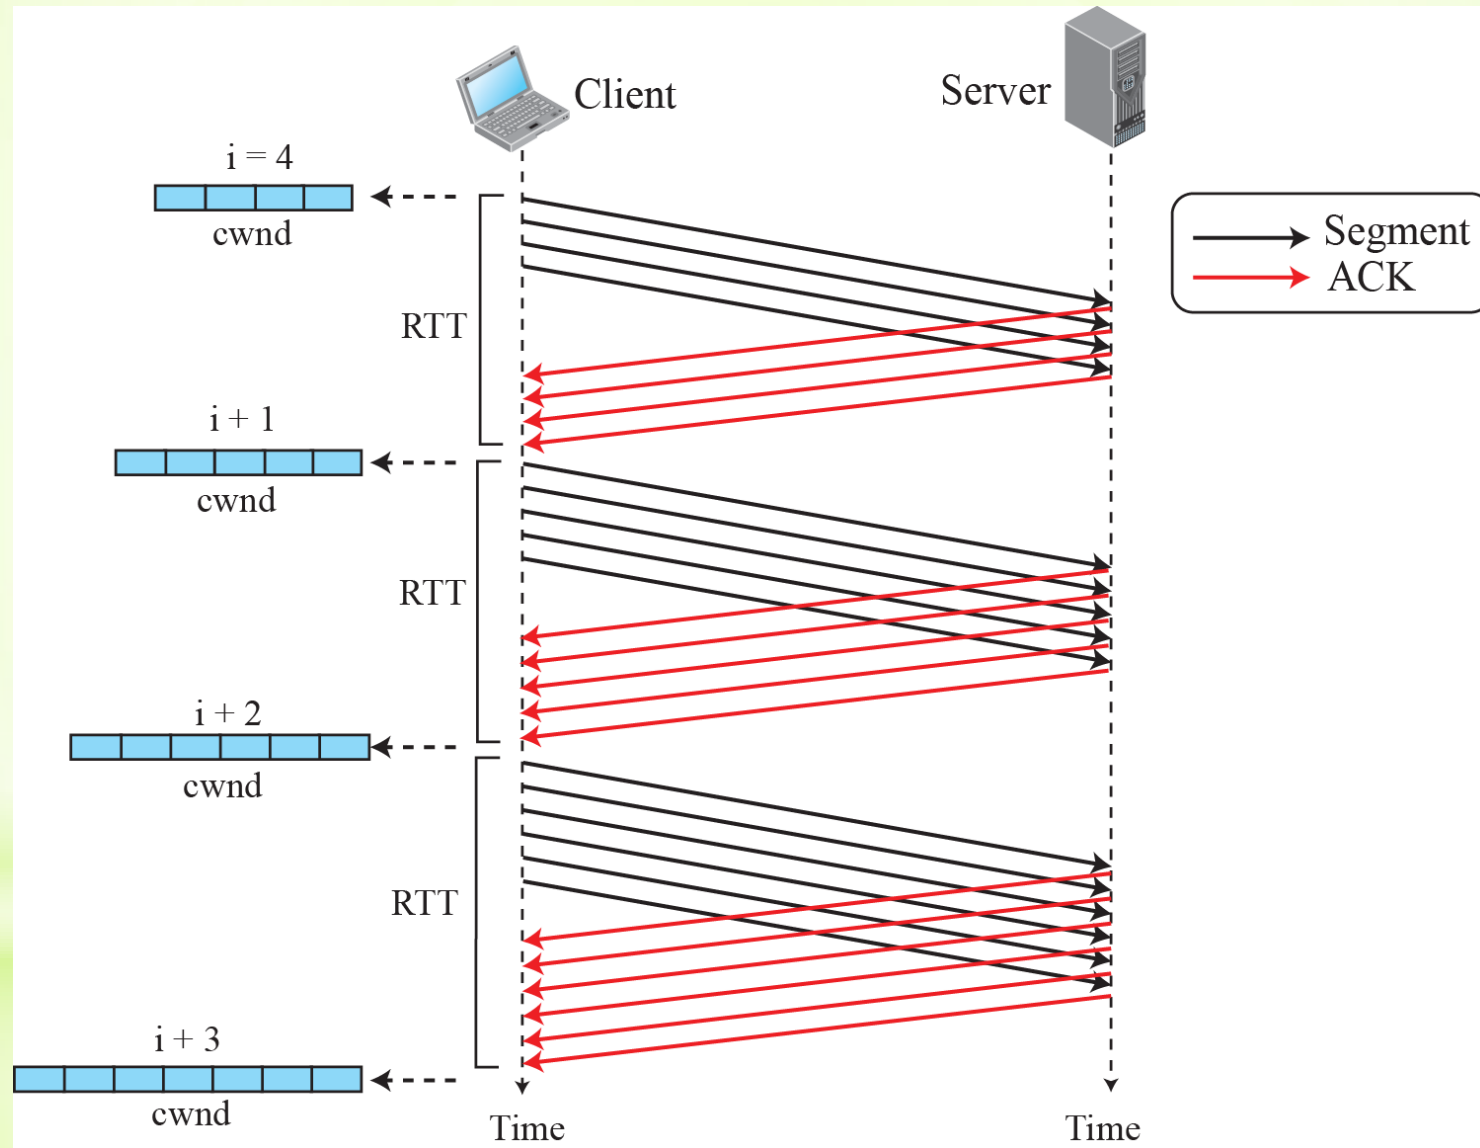 Client
Server
i = 4
cwnd
Segment
ACK
RTT
i + 1
cwnd
RTT
i + 2
cwnd
RTT
i + 3
cwnd
Time
Time